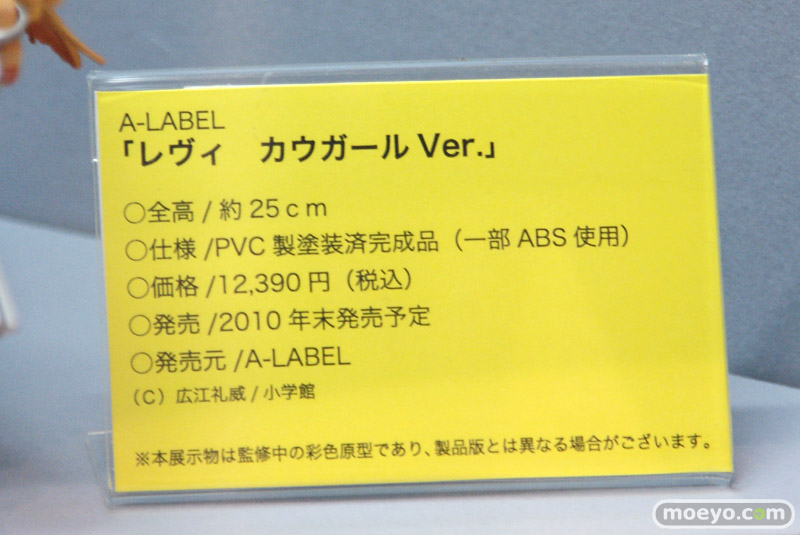 A-LABEL
「レヴィ　カウガール Ver.」
○全高 / 約 25ｃｍ
○仕様 /PVC 製塗装済完成品（一部 ABS 使用）
○価格 /12,390 円（税込）
○発売 /2010 年末発売予定
○発売元 /A-LABEL
（C）広江礼威 / 小学館
※本展示物は監修中の彩色原型であり、製品版とは異なる場合がございます。
moeyo.com